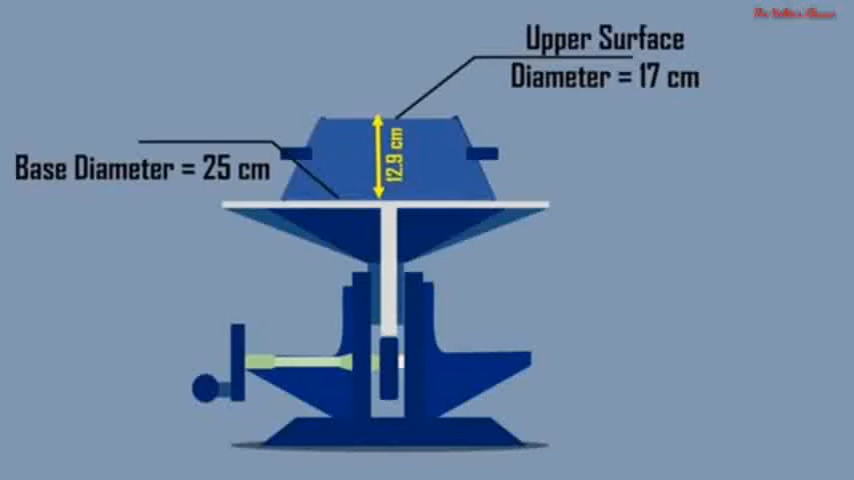 Upper Surface
Diameter = 17 cm
12.9 cm
Base Diameter = 25 cm